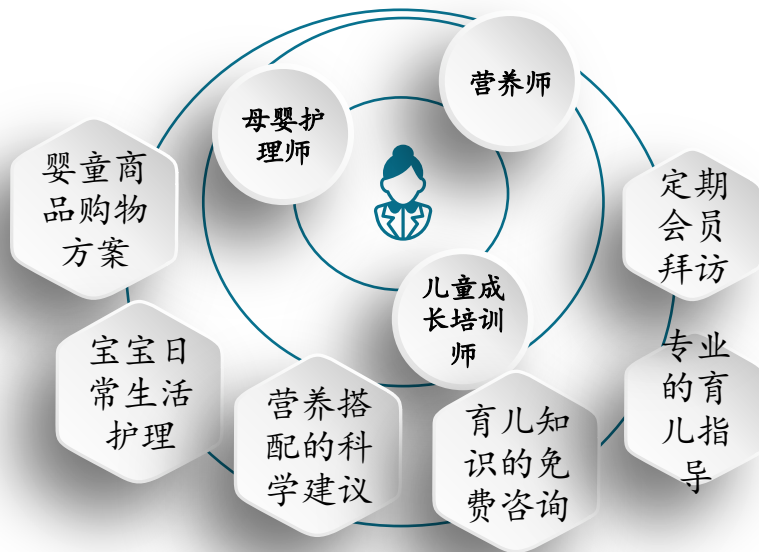 营养师
母婴护
理师
婴童商
品购物
方案
定期
会员
拜访
儿童成
长培训
师
宝宝日
常生活
护理
专业
的育
儿指
导
营养搭
配的科
学建议
育儿知
识的免
费咨询